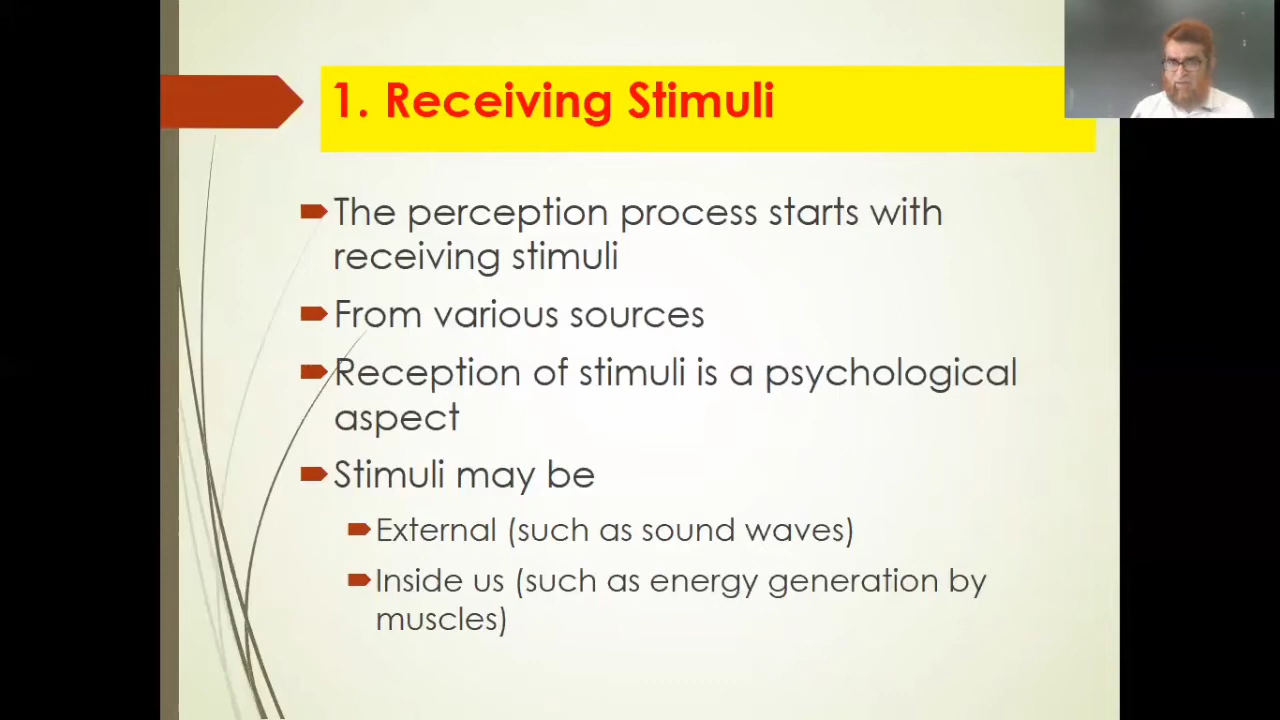 1. Receiving Stimuli
The perception process starts with
receiving stimuli
From various sources
Reception of stimuli is a psychological
aspect
Stimuli may be
External (such as sound waves)
Inside us (such as energy generation by
muscles)